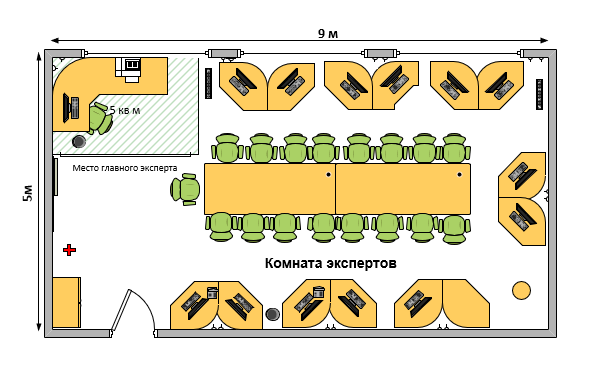 9 м
5м
5 кв м
Место главного эксперта
Комната экспертов